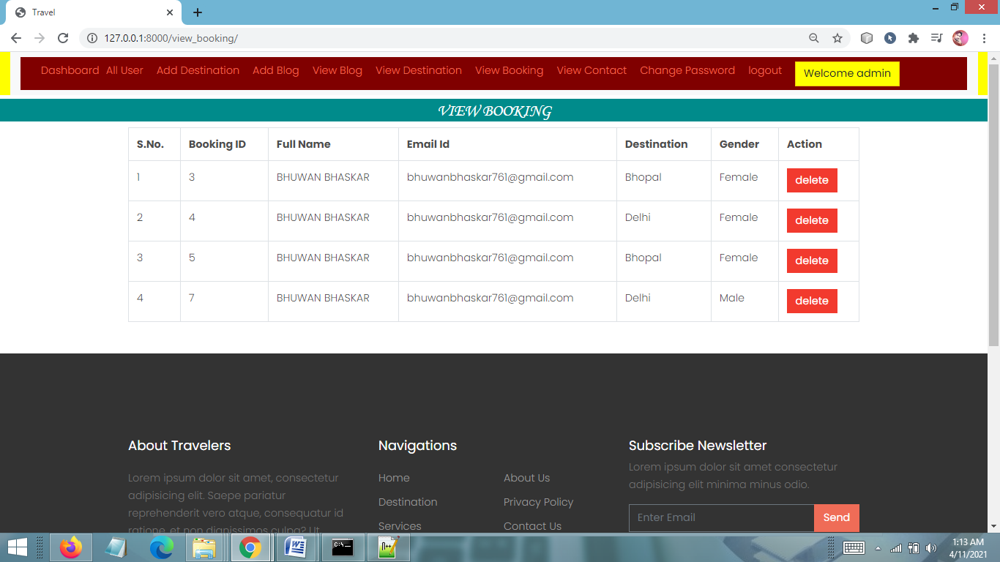 Travel
127.0.0.1:8000/view_booking/
Dashboard All User Add Destination Add Blog View Blog View Destination View Booking View Contact Change Password logout Welcome admin
VIEW BOOKING
S.No. Booking ID Full Name Email Id Destination Gender Action
1 3 BHUWAN BHASKAR bhuwanbhaskar761@gmail.com Bhopal Female delete
2 4 BHUWAN BHASKAR bhuwanbhaskar761@gmail.com Delhi Female delete
3 5 BHUWAN BHASKAR bhuwanbhaskar761@gmail.com Bhopal Female delete
4 7 BHUWAN BHASKAR bhuwanbhaskar761@gmail.com Delhi Male delete
About Travelers
Lorem ipsum dolor sit amet, consectetur
adipisicing elit. Saepe pariatur
reprehenderit vero atque, consequatur id
ratione, et non dignissimos culpa? Ut
Navigations
Home
Destination
Services
About Us
Privacy Policy
Contact Us
Subscribe Newsletter
Lorem ipsum dolor sit amet consectetur
adipisicing elit minima minus odio.
Enter Email Send
1:13 AM
4/11/2021